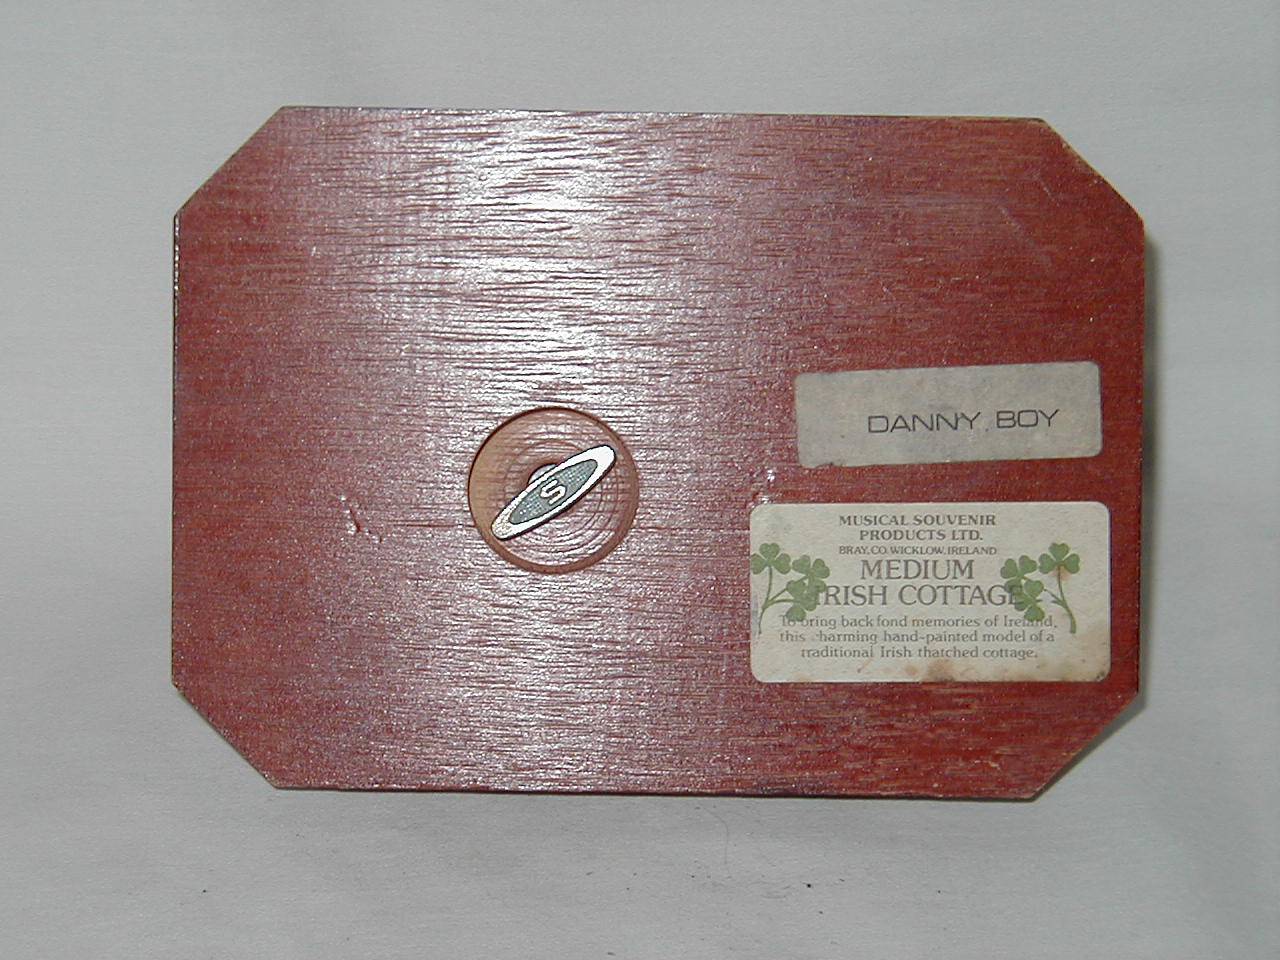 DANNY BOY
S
MUSICAL SOUVENIR
PRODUCTS LTD.
BRAY, CO. WICKLOW, IRELAND
MEDIUM
IRISH COTTAGE
To bring back fond memories of Ireland,
this charming hand-painted model of a
traditional Irish thatched cottage.